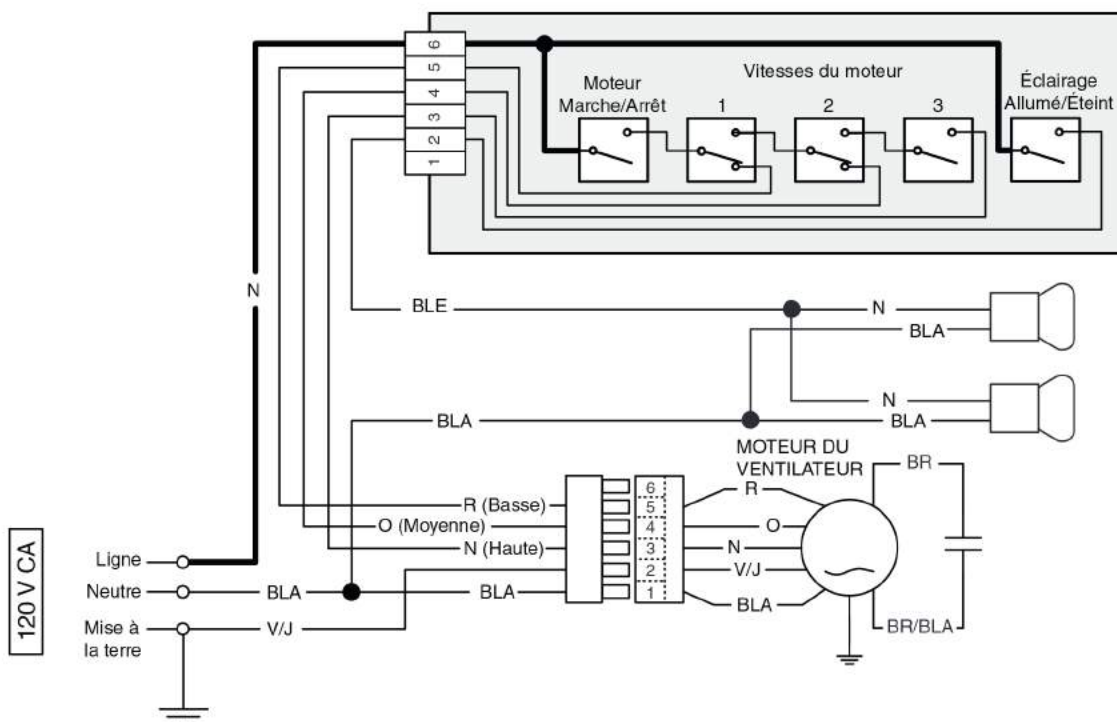 6
5
4
3
2
1
Moteur
Marche/Arrêt
Vitesses du moteur
1
2
3
Éclairage
Allumé/Éteint
N
BLE
N
BLA
N
BLA
BLA
MOTEUR DU
VENTILATEUR
BR
R (Basse)
O (Moyenne)
N (Haute)
6
5
4
3
2
1
R
O
N
V/J
BLA
BR/BLA
120 V CA
Ligne
Neutre
BLA
BLA
Mise à
la terre
V/J